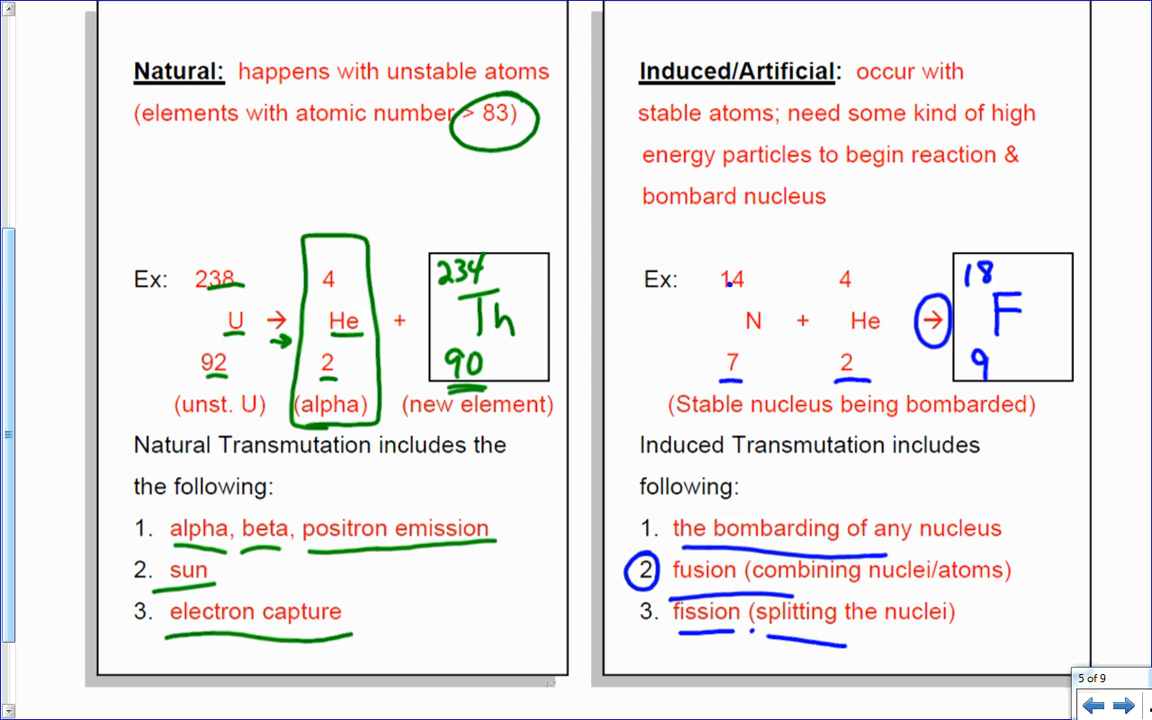 Natural: happens with unstable atoms
(elements with atomic number > 83)
Ex: 238 4 234
U → He + Th
92 2 90
(unst. U) (alpha) (new element)
Natural Transmutation includes the
the following:
1. alpha, beta, positron emission
2. sun
3. electron capture
Induced/Artificial: occur with
stable atoms; need some kind of high
energy particles to begin reaction &
bombard nucleus
Ex: 14 4 18
N + He → F
7 2 9
(Stable nucleus being bombarded)
Induced Transmutation includes
following:
1. the bombarding of any nucleus
2 fusion (combining nuclei/atoms)
3. fission (splitting the nuclei)
5 of 9